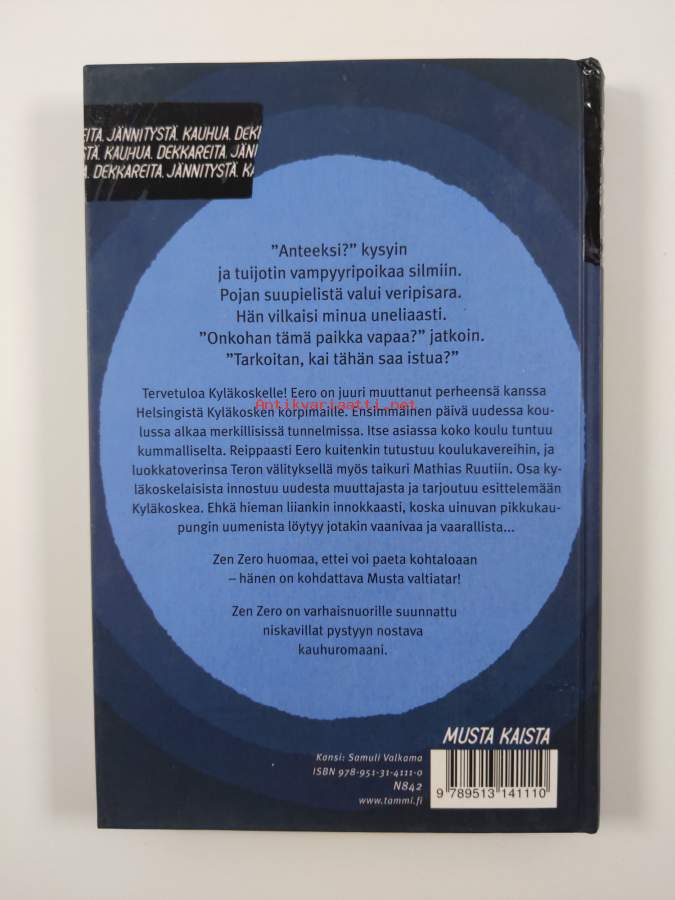 EITA. JÄNNITYSTÄ. KAUHUA. DEKI
STÄ. KAUHUA. DEKKAREITA. JÄNI
A. DEKKAREITA. JÄNNITYSTÄ. KA
”Anteeksi?” kysyin
ja tuijotin vampyyripoikaa silmiin.
Pojan suupielistä valui veripisara.
Hän vilkaisi minua uneliaasti.
”Onkohan tämä paikka vapaa?” jatkoin.
”Tarkoitan, kai tähän saa istua?”
Tervetuloa Kyläkoskelle! Eero on juuri muuttanut perheensä kanssa
Helsingistä Kyläkosken korpimaille. Ensimmäinen päivä uudessa kou-
lussa alkaa merkillisissä tunnelmissa. Itse asiassa koko koulu tuntuu
kummalliselta. Reippaasti Eero kuitenkin tutustuu koulukavereihin, ja
luokkatoverinsa Teron välityksellä myös taikuri Mathias Ruutiin. Osa ky-
läkoskelaisista innostuu uudesta muuttajasta ja tarjoutuu esittelemään
Kyläkoskea. Ehkä hieman liiankin innokkaasti, koska uinuvan pikkukau-
pungin uumenista löytyy jotakin vaanivaa ja vaarallista...
Antikvariaatti.net
Zen Zero huomaa, ettei voi paeta kohtaloaan
– hänen on kohdattava Musta valtiatar!
Zen Zero on varhaisnuorille suunnattu
niskavillat pystyyn nostava
kauhuromaani.
MUSTA KAISTA
Kansi: Samuli Valkama
ISBN 978-951-31-4111-0
N842
www.tammi.fi
9 789513 141110